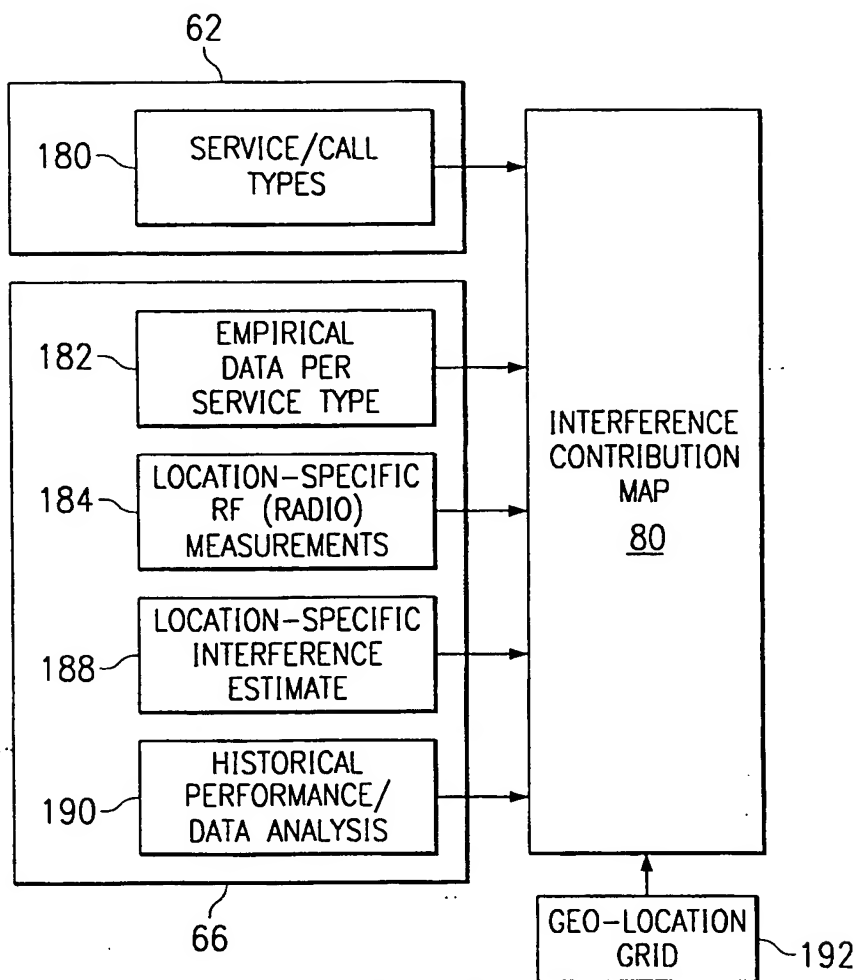 62
180
SERVICE/CALL
TYPES
182
EMPIRICAL
DATA PER
SERVICE TYPE
184
LOCATION-SPECIFIC
RF (RADIO)
MEASUREMENTS
188
LOCATION-SPECIFIC
INTERFERENCE
ESTIMATE
190
HISTORICAL
PERFORMANCE/
DATA ANALYSIS
66
INTERFERENCE
CONTRIBUTION
MAP
80
GEO-LOCATION
GRID
192